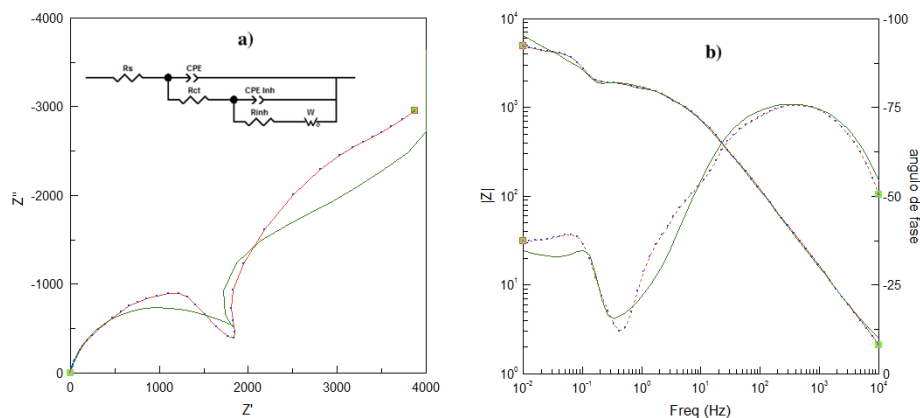 a)
Rs
CPE
Rct
CPE Inh
Rinh
W
s
-4000
-3000
-2000
-1000
0
Z''
0
1000
2000
3000
4000
Z'
b)
10^4
10^3
10^2
10^1
10^0
|Z|
-100
-75
-50
-25
0
angulo de fase
10^-2
10^-1
10^0
10^1
10^2
10^3
10^4
Freq (Hz)